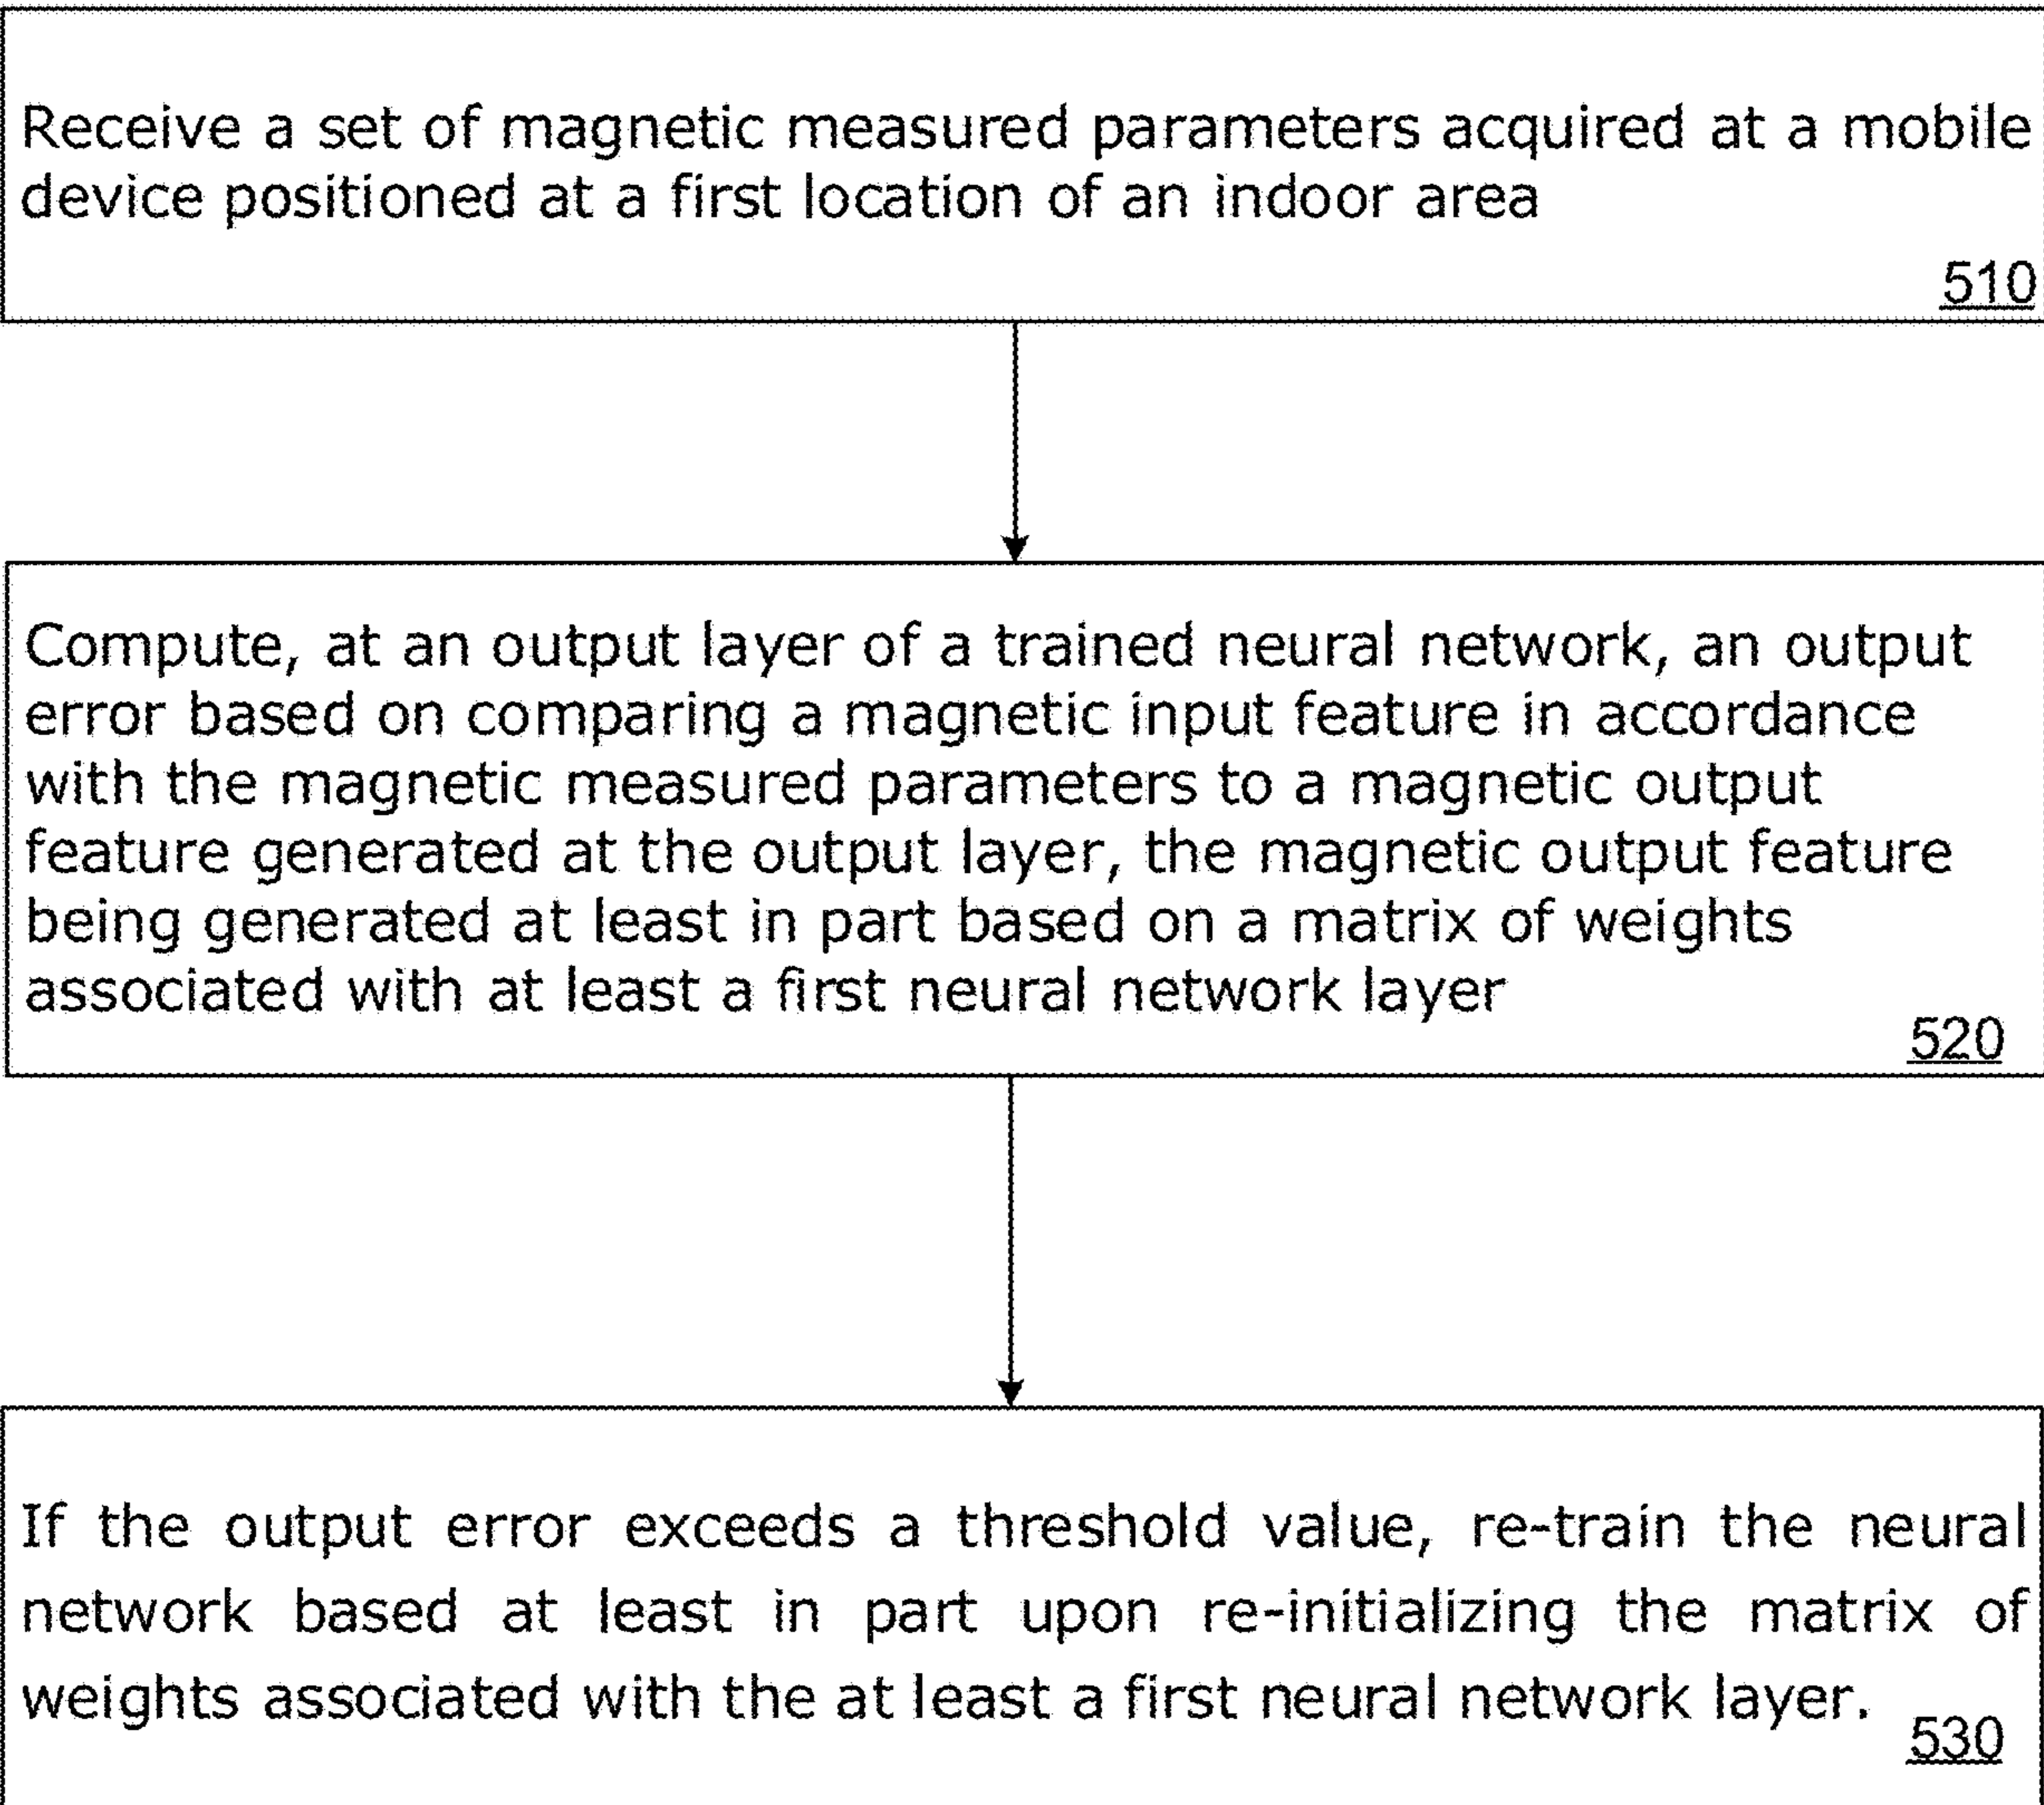 Receive a set of magnetic measured parameters acquired at a mobile
device positioned at a first location of an indoor area
510
Compute, at an output layer of a trained neural network, an output
error based on comparing a magnetic input feature in accordance
with the magnetic measured parameters to a magnetic output
feature generated at the output layer, the magnetic output feature
being generated at least in part based on a matrix of weights
associated with at least a first neural network layer
520
If the output error exceeds a threshold value, re-train the neural
network based at least in part upon re-initializing the matrix of
weights associated with the at least a first neural network layer.
530